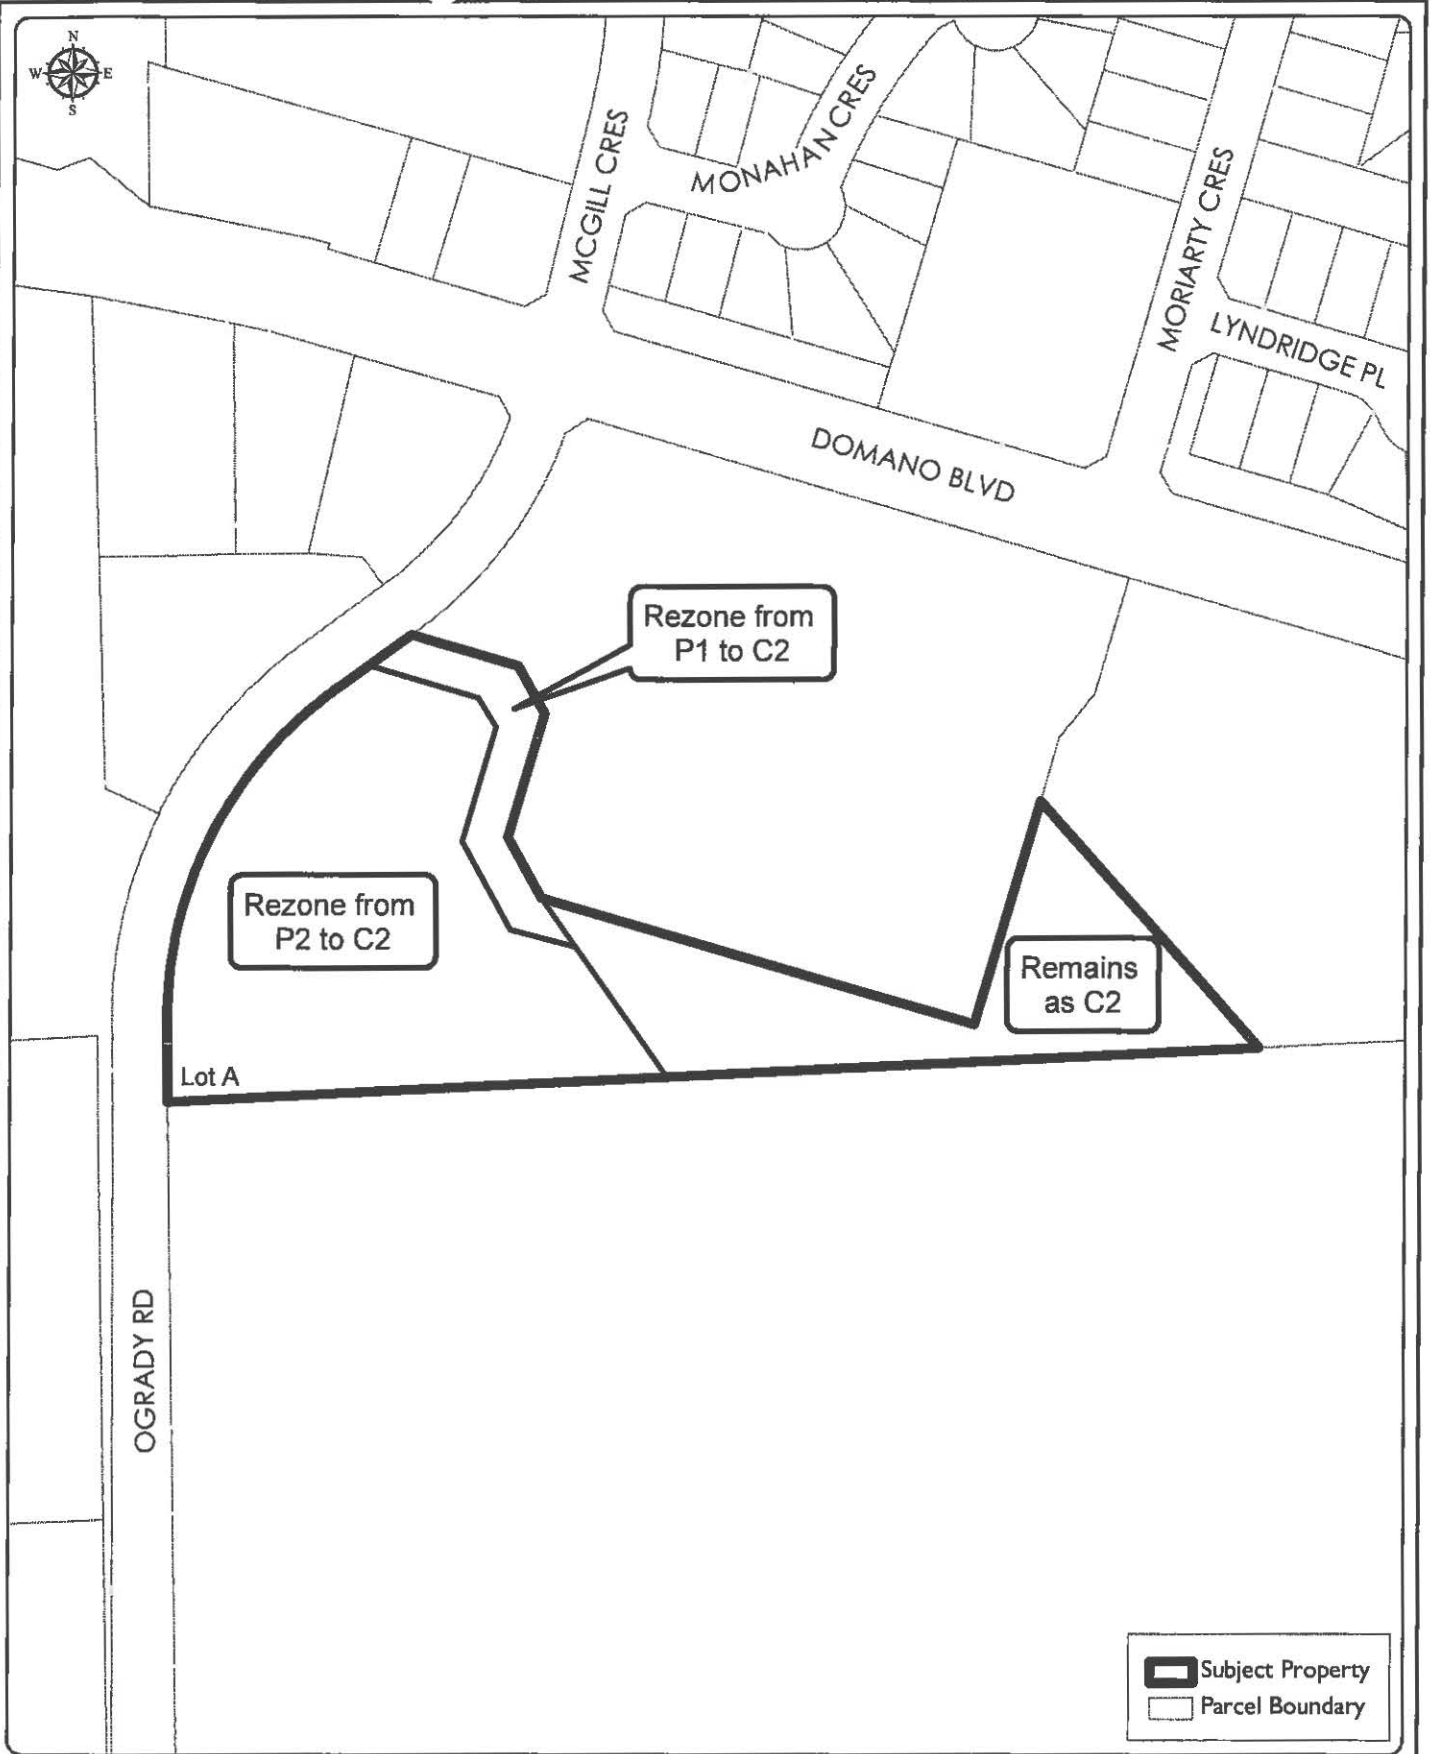 N
W E
S
MCGILL CRES
MONAHAN CRES
MORIARTY CRES
LYNDRIDGE PL
DOMANO BLVD
Rezone from
P1 to C2
Rezone from
P2 to C2
Remains
as C2
Lot A
OGRADY RD
Subject Property
Parcel Boundary